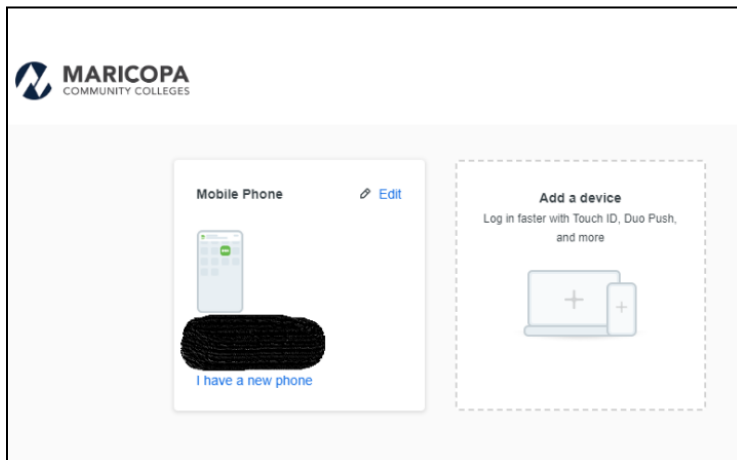 MARICOPA
COMMUNITY COLLEGES
Mobile Phone
Edit
I have a new phone
Add a device
Log in faster with Touch ID, Duo Push,
and more